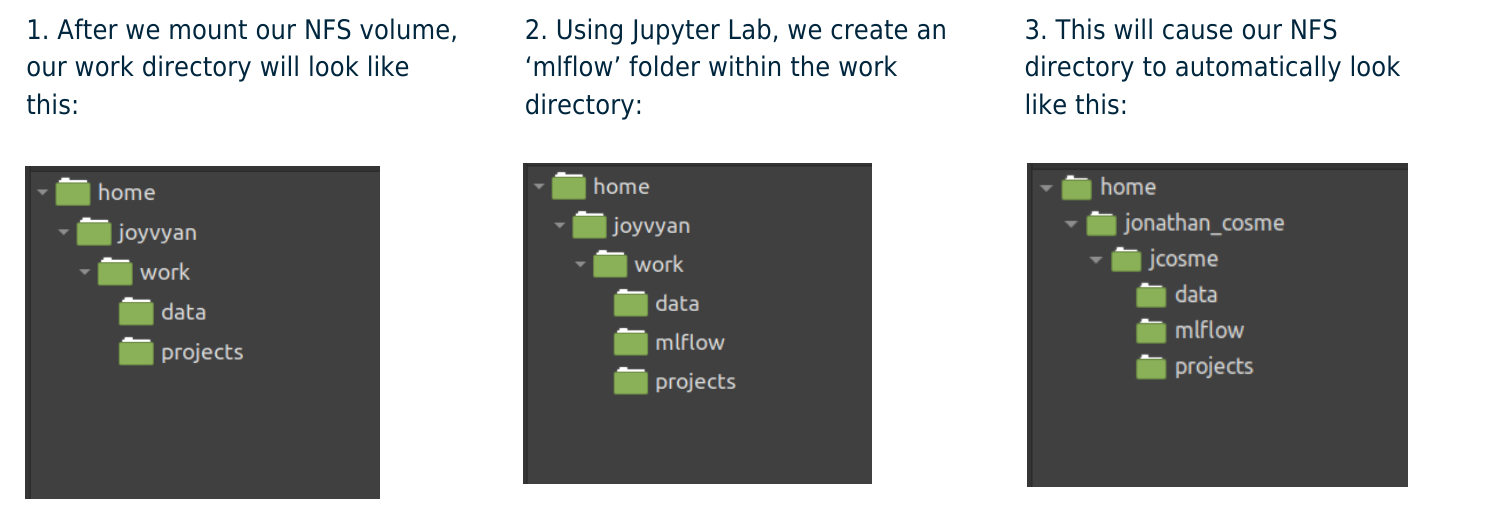 1. After we mount our NFS volume,
our work directory will look like
this:
home
joyvyan
work
data
projects
2. Using Jupyter Lab, we create an
‘mlflow’ folder within the work
directory:
home
joyvyan
work
data
mlflow
projects
3. This will cause our NFS
directory to automatically look
like this:
home
jonathan_cosme
jcosme
data
mlflow
projects